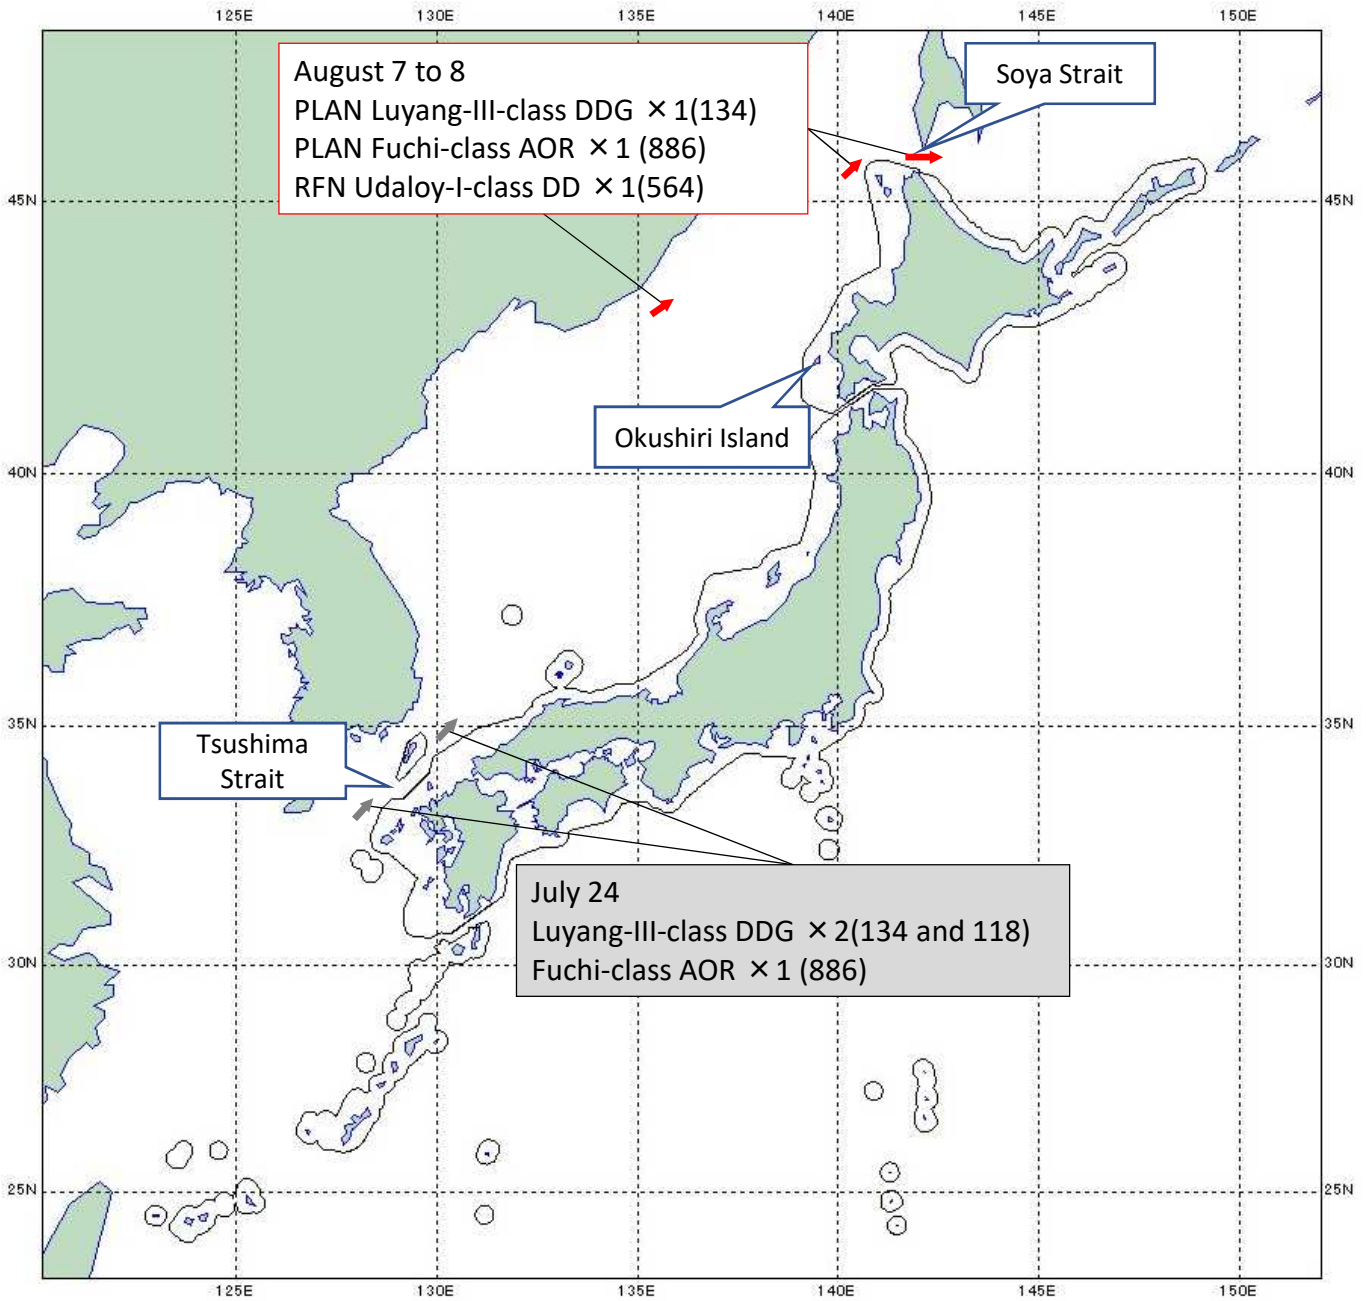 125E 130E 135E 140E 145E 150E
August 7 to 8
PLAN Luyang-III-class DDG ×1(134)
PLAN Fuchi-class AOR ×1 (886)
RFN Udaloy-I-class DD ×1(564)
Soya Strait
45N 45N
Okushiri Island
40N 40N
35N 35N
Tsushima
Strait
July 24
Luyang-III-class DDG ×2(134 and 118)
Fuchi-class AOR ×1 (886)
30N 30N
25N 25N
125E 130E 135E 140E 145E 150E